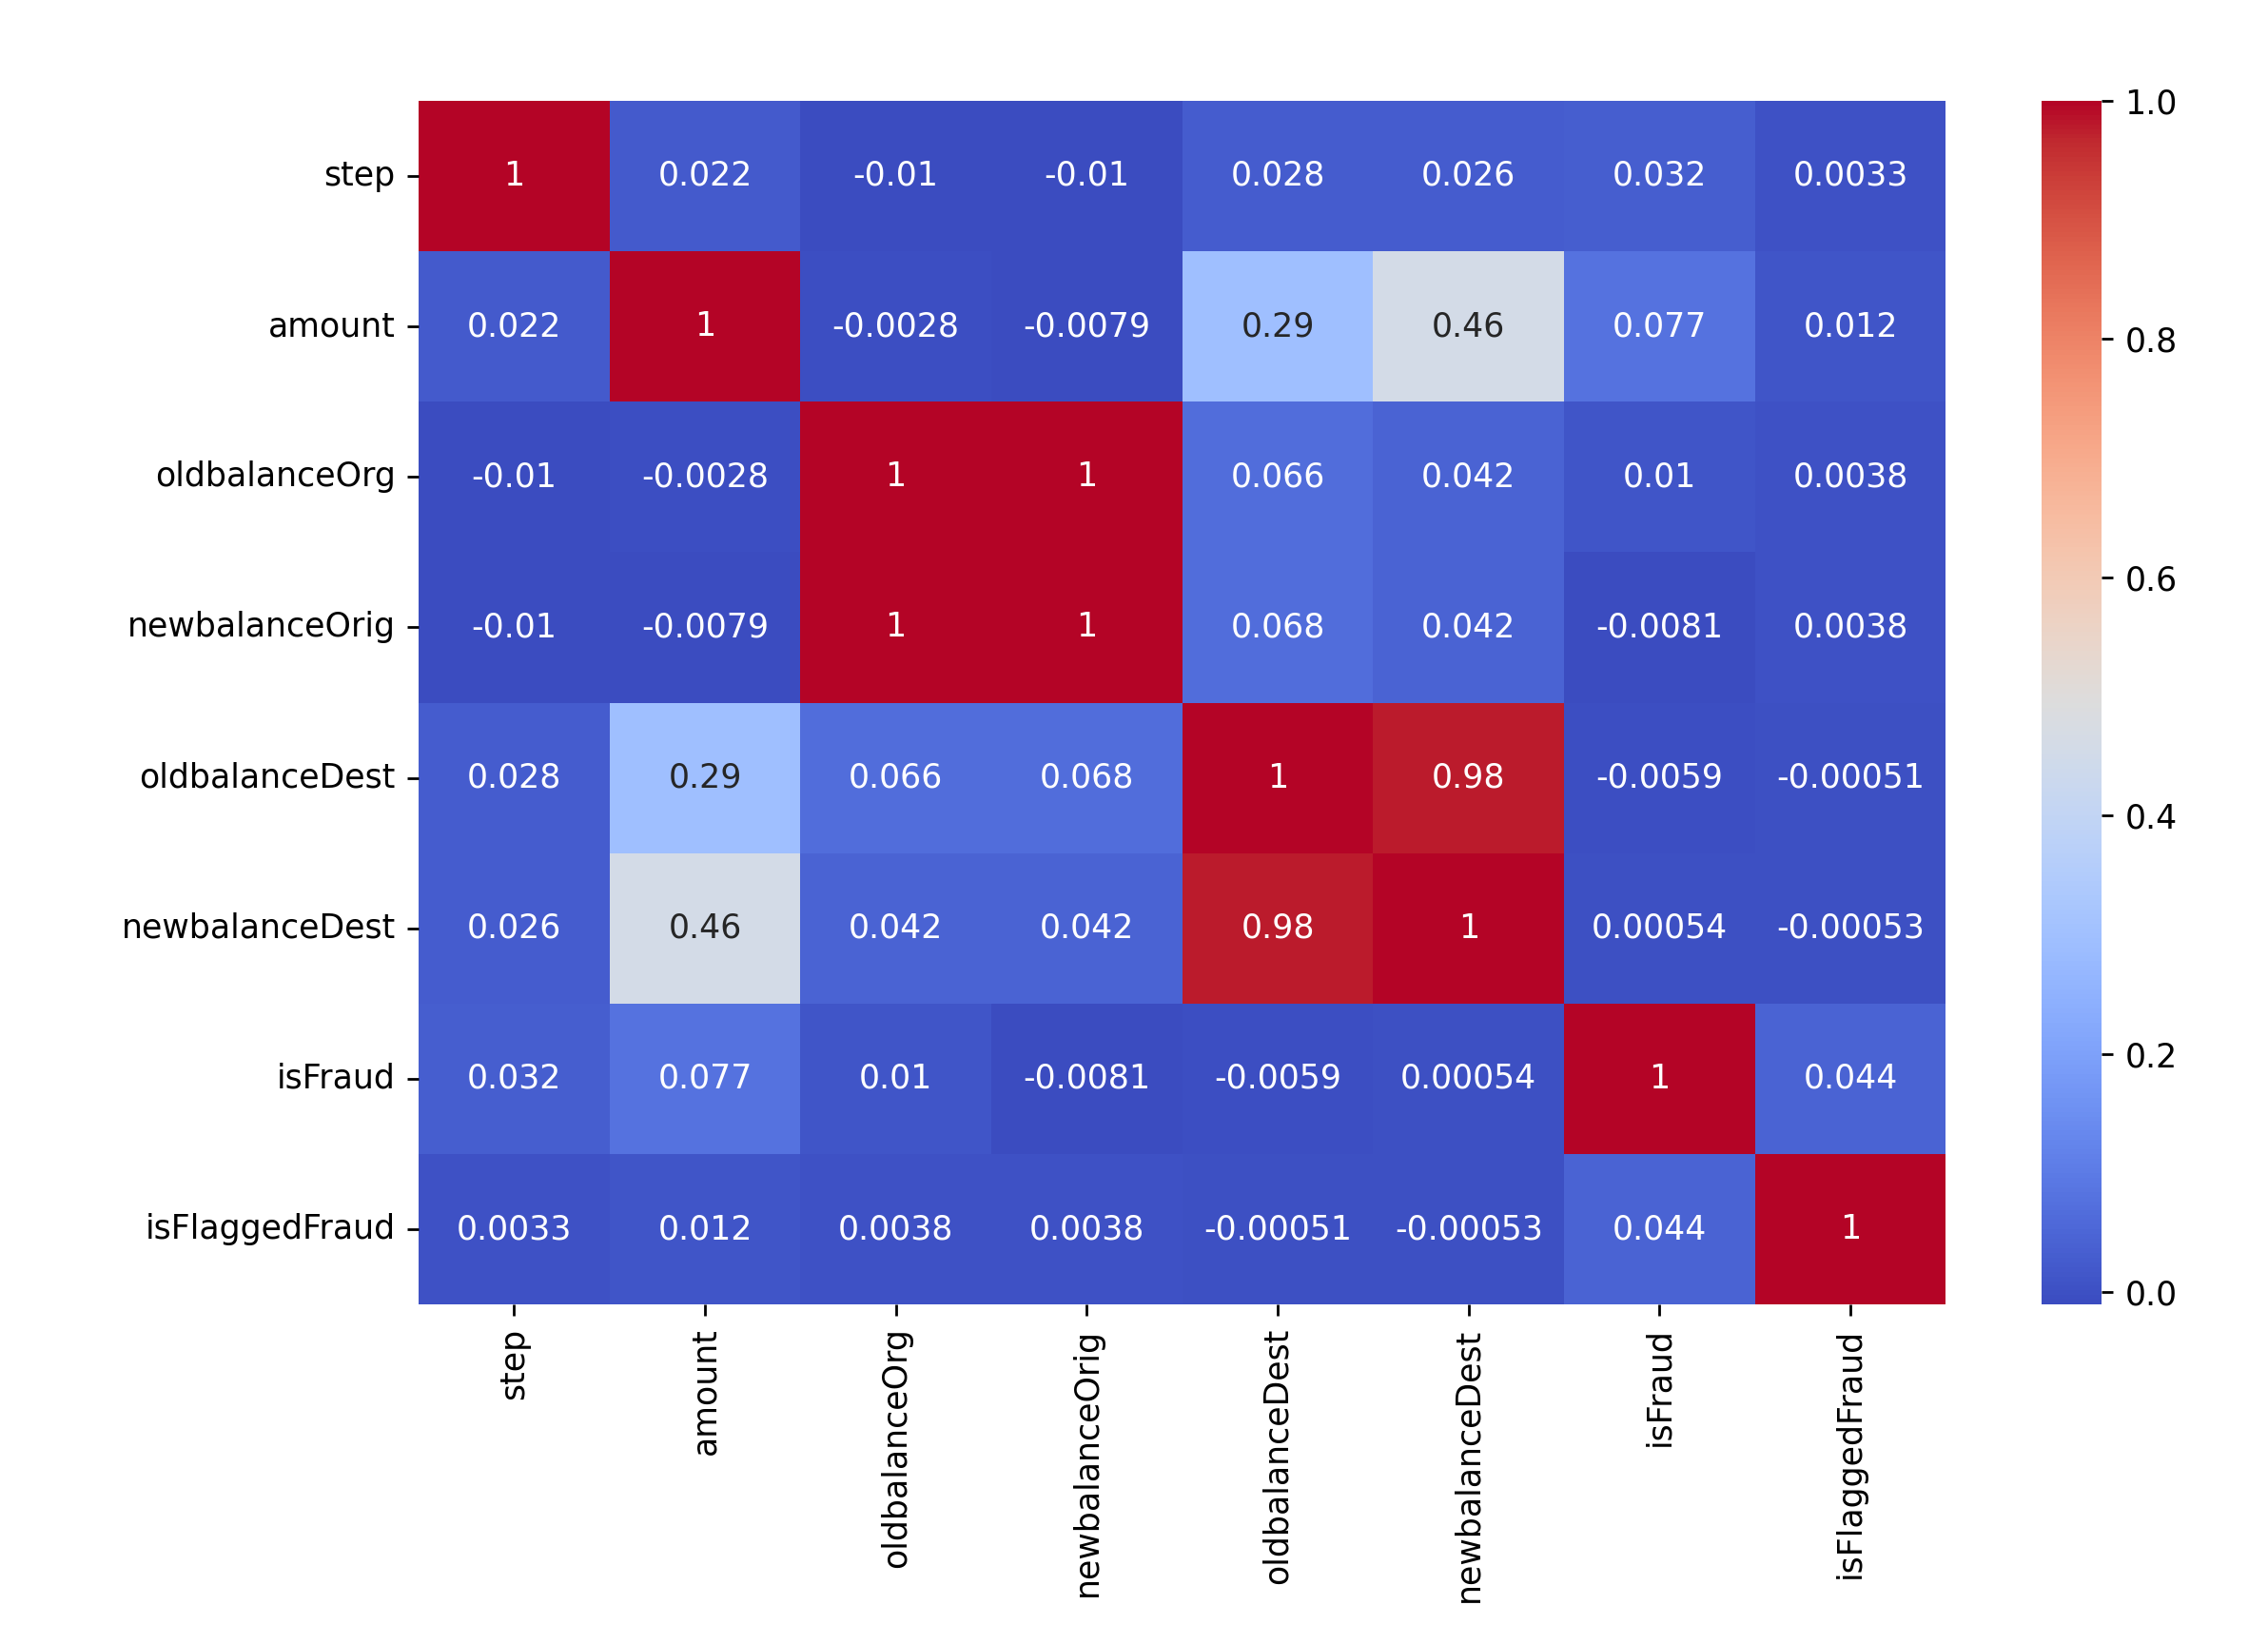 step 1 0.022 -0.01 -0.01 0.028 0.026 0.032 0.0033
amount 0.022 1 -0.0028 -0.0079 0.29 0.46 0.077 0.012
oldbalanceOrg -0.01 -0.0028 1 1 0.066 0.042 0.01 0.0038
newbalanceOrig -0.01 -0.0079 1 1 0.068 0.042 -0.0081 0.0038
oldbalanceDest 0.028 0.29 0.066 0.068 1 0.98 -0.0059 -0.00051
newbalanceDest 0.026 0.46 0.042 0.042 0.98 1 0.00054 -0.00053
isFraud 0.032 0.077 0.01 -0.0081 -0.0059 0.00054 1 0.044
isFlaggedFraud 0.0033 0.012 0.0038 0.0038 -0.00051 -0.00053 0.044 1
step
amount
oldbalanceOrg
newbalanceOrig
oldbalanceDest
newbalanceDest
isFraud
isFlaggedFraud
1.0
0.8
0.6
0.4
0.2
0.0